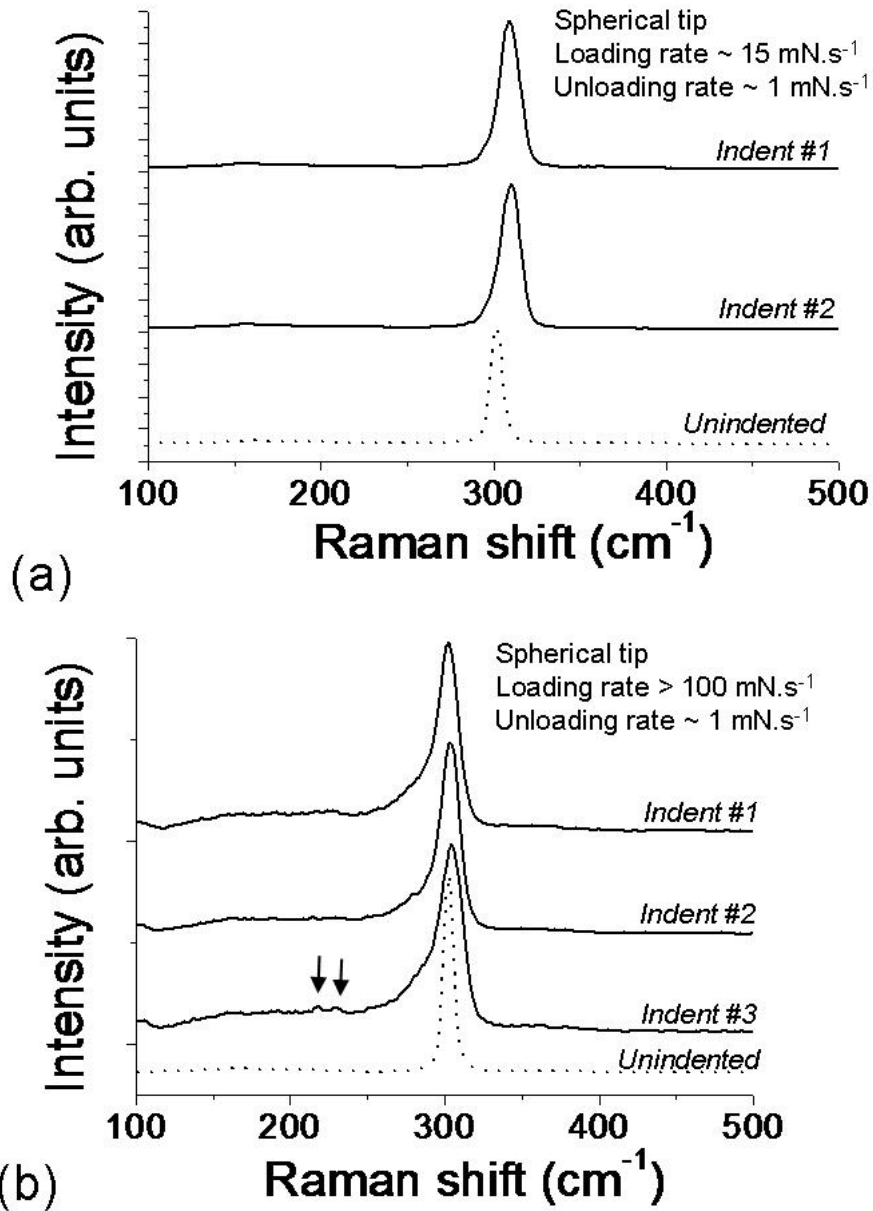 Spherical tip
Loading rate ~ 15 mN.s-1
Unloading rate ~ 1 mN.s-1
Indent #1
Indent #2
Unindented
Intensity (arb. units)
100 200 300 400 500
Raman shift (cm-1)
(a)
Spherical tip
Loading rate > 100 mN.s-1
Unloading rate ~ 1 mN.s-1
Indent #1
Indent #2
Indent #3
Unindented
Intensity (arb. units)
100 200 300 400 500
Raman shift (cm-1)
(b)